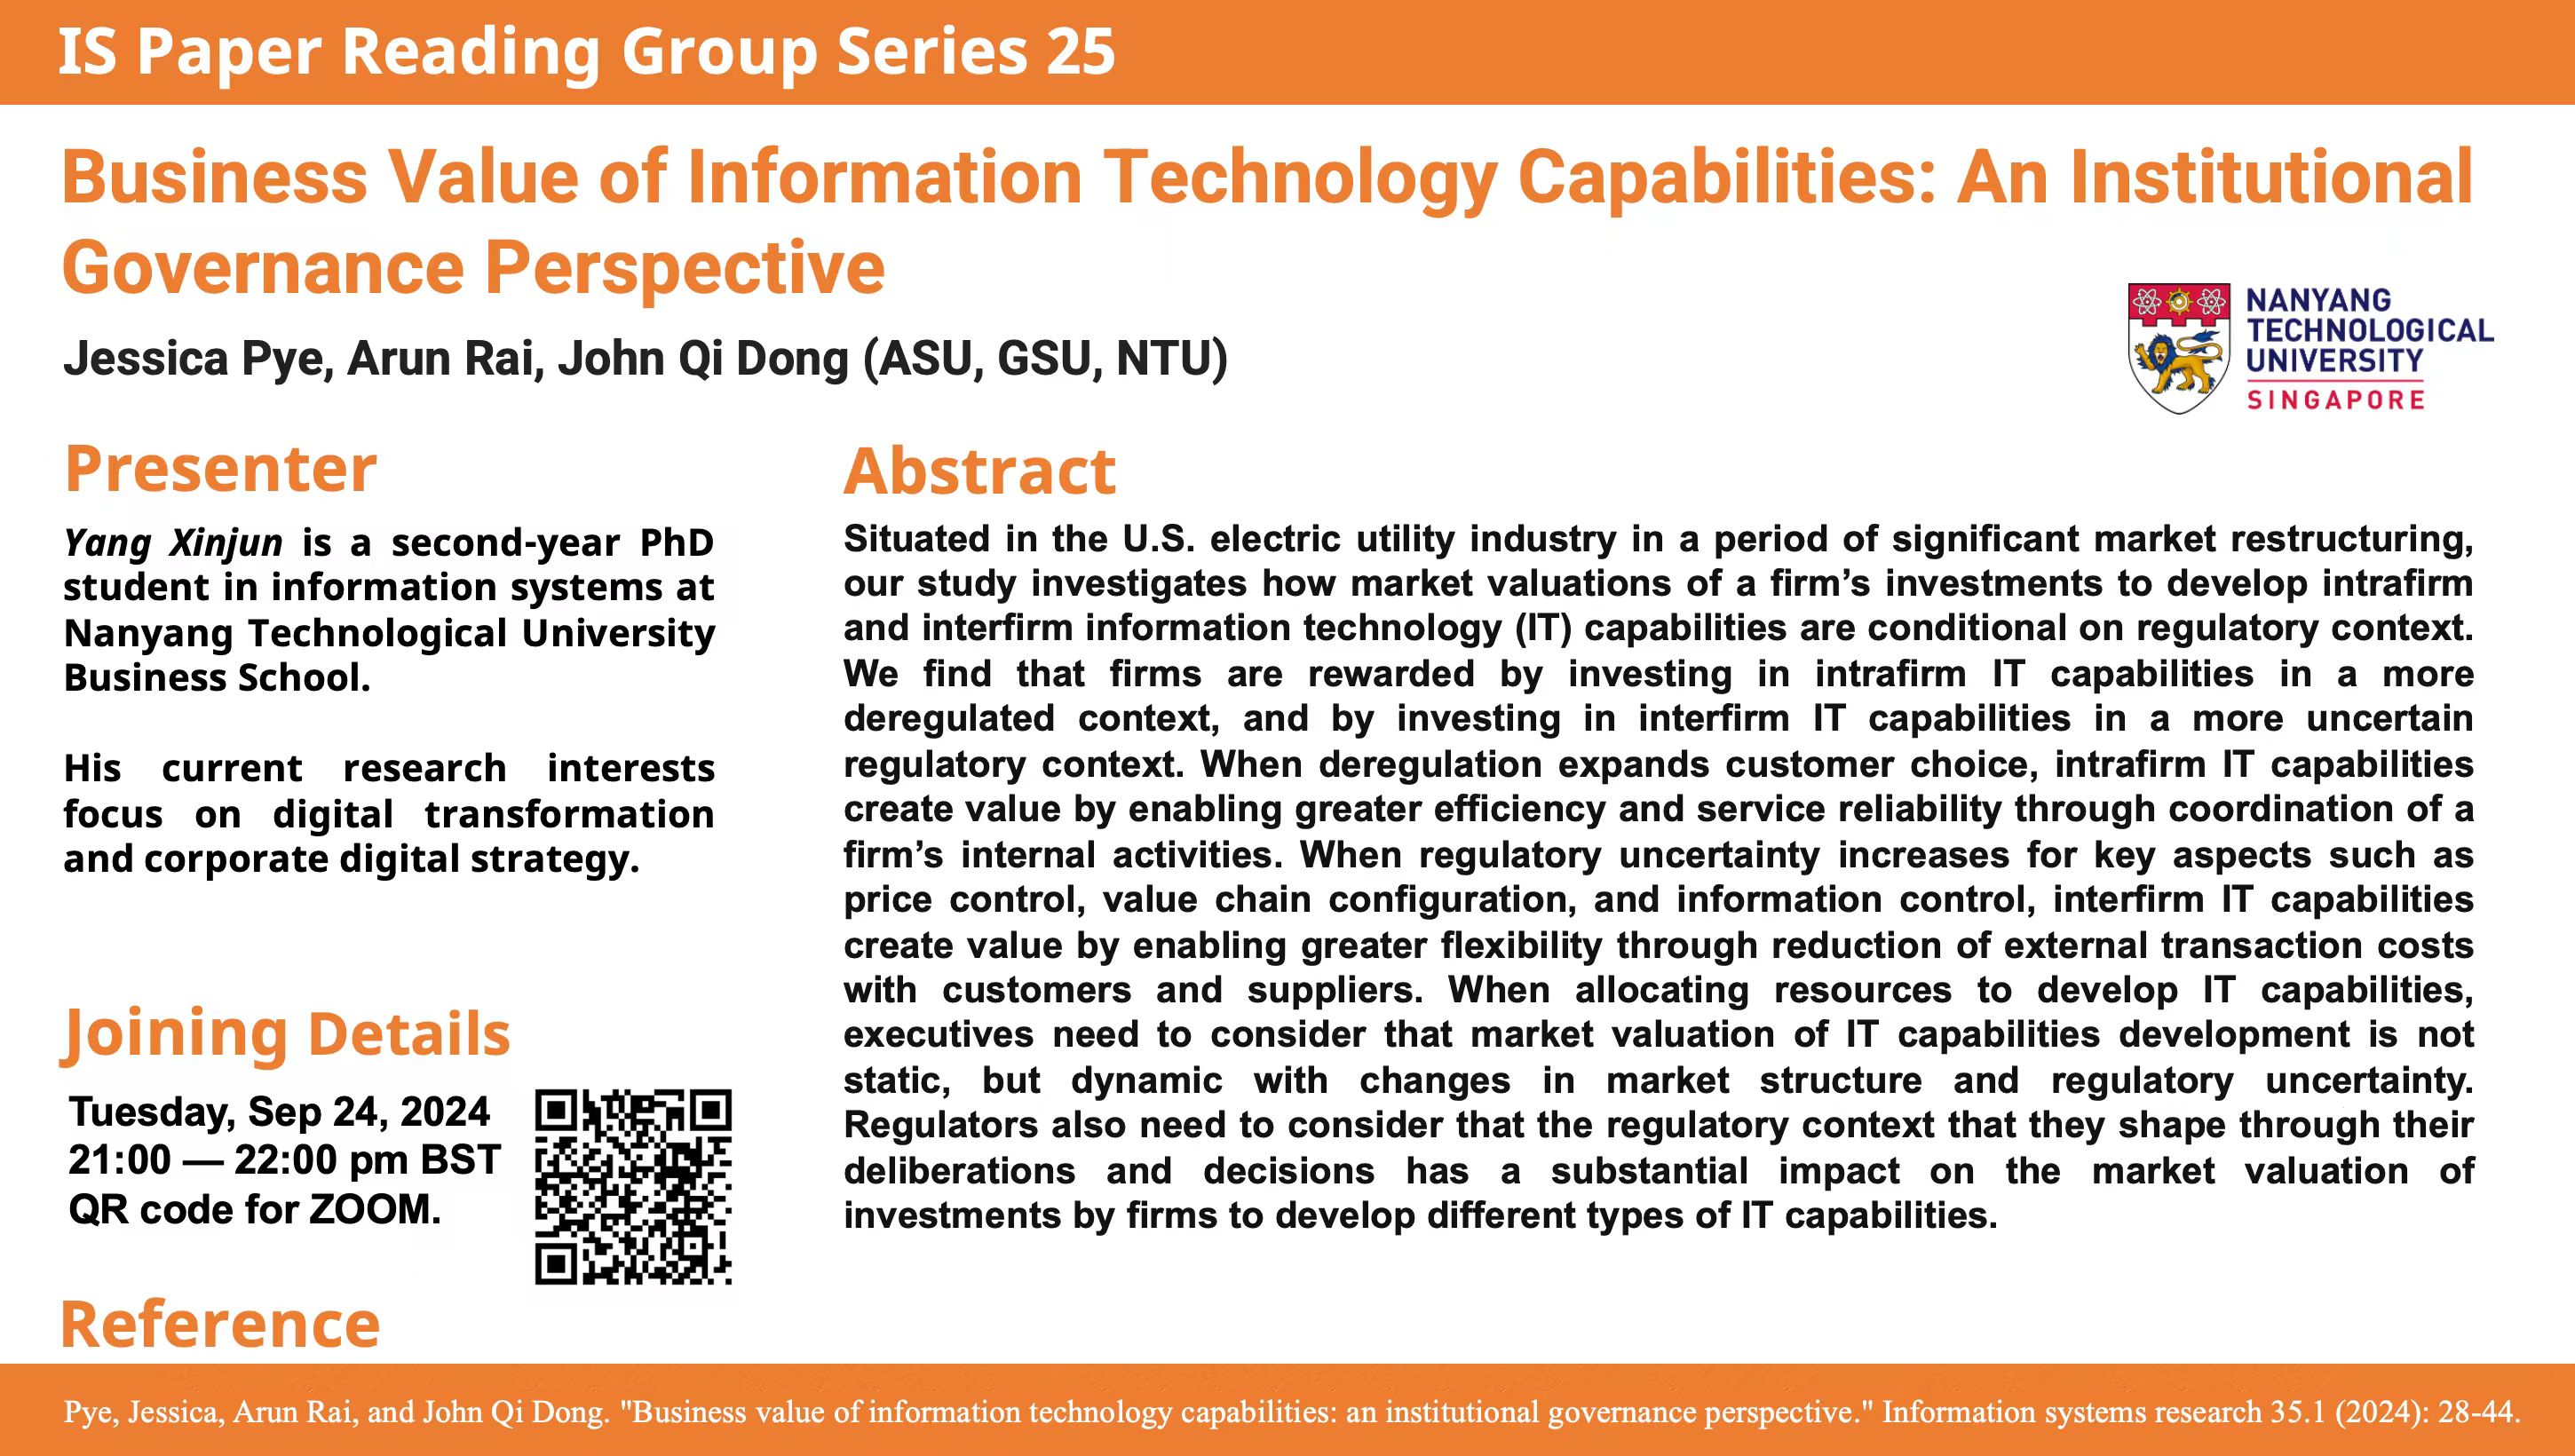 IS Paper Reading Group Series 25
Business Value of Information Technology Capabilities: An Institutional
Governance Perspective
Jessica Pye, Arun Rai, John Qi Dong (ASU, GSU, NTU)
NANYANG
TECHNOLOGICAL
UNIVERSITY
SINGAPORE
Presenter
Yang Xinjun is a second-year PhD
student in information systems at
Nanyang Technological University
Business School.
His current research interests
focus on digital transformation
and corporate digital strategy.
Joining Details
Tuesday, Sep 24, 2024
21:00 — 22:00 pm BST
QR code for ZOOM.
Abstract
Situated in the U.S. electric utility industry in a period of significant market restructuring,
our study investigates how market valuations of a firm’s investments to develop intrafirm
and interfirm information technology (IT) capabilities are conditional on regulatory context.
We find that firms are rewarded by investing in intrafirm IT capabilities in a more
deregulated context, and by investing in interfirm IT capabilities in a more uncertain
regulatory context. When deregulation expands customer choice, intrafirm IT capabilities
create value by enabling greater efficiency and service reliability through coordination of a
firm’s internal activities. When regulatory uncertainty increases for key aspects such as
price control, value chain configuration, and information control, interfirm IT capabilities
create value by enabling greater flexibility through reduction of external transaction costs
with customers and suppliers. When allocating resources to develop IT capabilities,
executives need to consider that market valuation of IT capabilities development is not
static, but dynamic with changes in market structure and regulatory uncertainty.
Regulators also need to consider that the regulatory context that they shape through their
deliberations and decisions has a substantial impact on the market valuation of
investments by firms to develop different types of IT capabilities.
Reference
Pye, Jessica, Arun Rai, and John Qi Dong. "Business value of information technology capabilities: an institutional governance perspective." Information systems research 35.1 (2024): 28-44.